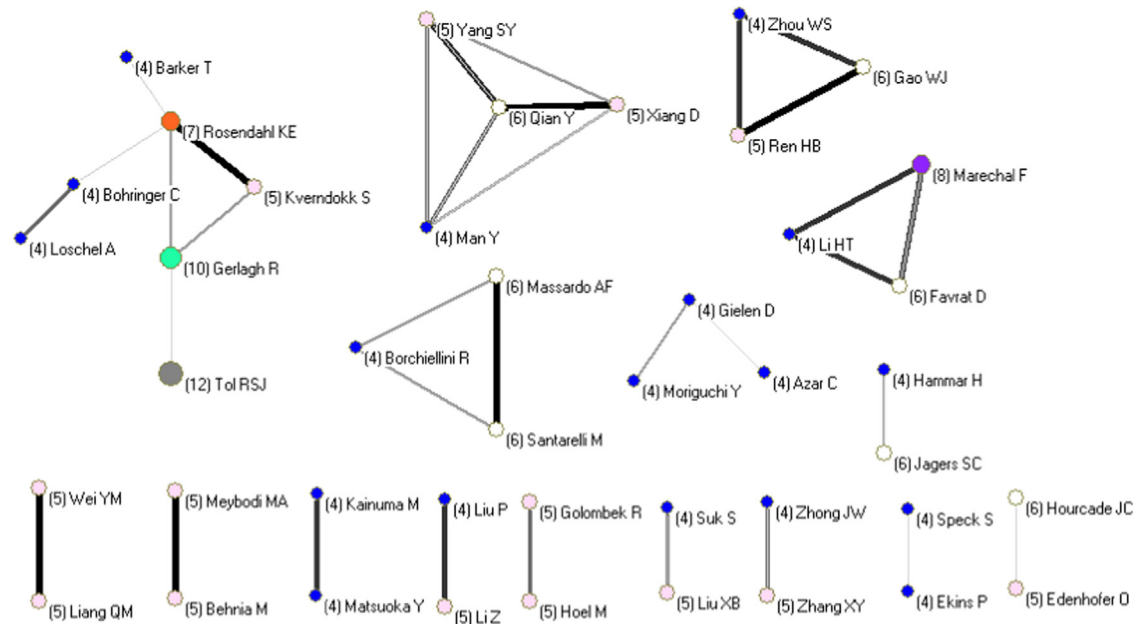 (4) Barker T
(7) Rosendahl KE
(4) Bohringer C
(5) Kverndokk S
(4) Loschel A
(10) Gerlagh R
(12) Tol RSJ
(5) Yang SY
(6) Qian Y
(5) Xiang D
(4) Man Y
(4) Zhou WS
(6) Gao WJ
(5) Ren HB
(8) Marechal F
(4) Li HT
(6) Favrat D
(6) Massardo AF
(4) Borchiellini R
(6) Santarelli M
(4) Gielen D
(4) Moriguchi Y
(4) Azar C
(4) Hammar H
(6) Jagers SC
(5) Wei YM
(5) Liang QM
(5) Meybodi MA
(5) Behnia M
(4) Kainuma M
(4) Matsuoka Y
(4) Liu P
(5) Li Z
(5) Golombek R
(5) Hoel M
(4) Suk S
(5) Liu XB
(4) Zhong JW
(5) Zhang XY
(4) Speck S
(4) Ekins P
(6) Hourcade JC
(5) Edenhofer O